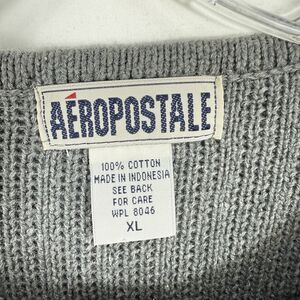 AÉROPOSTALE
100% COTTON
MADE IN INDONESIA
SEE BACK
FOR CARE
WPL 8046
XL